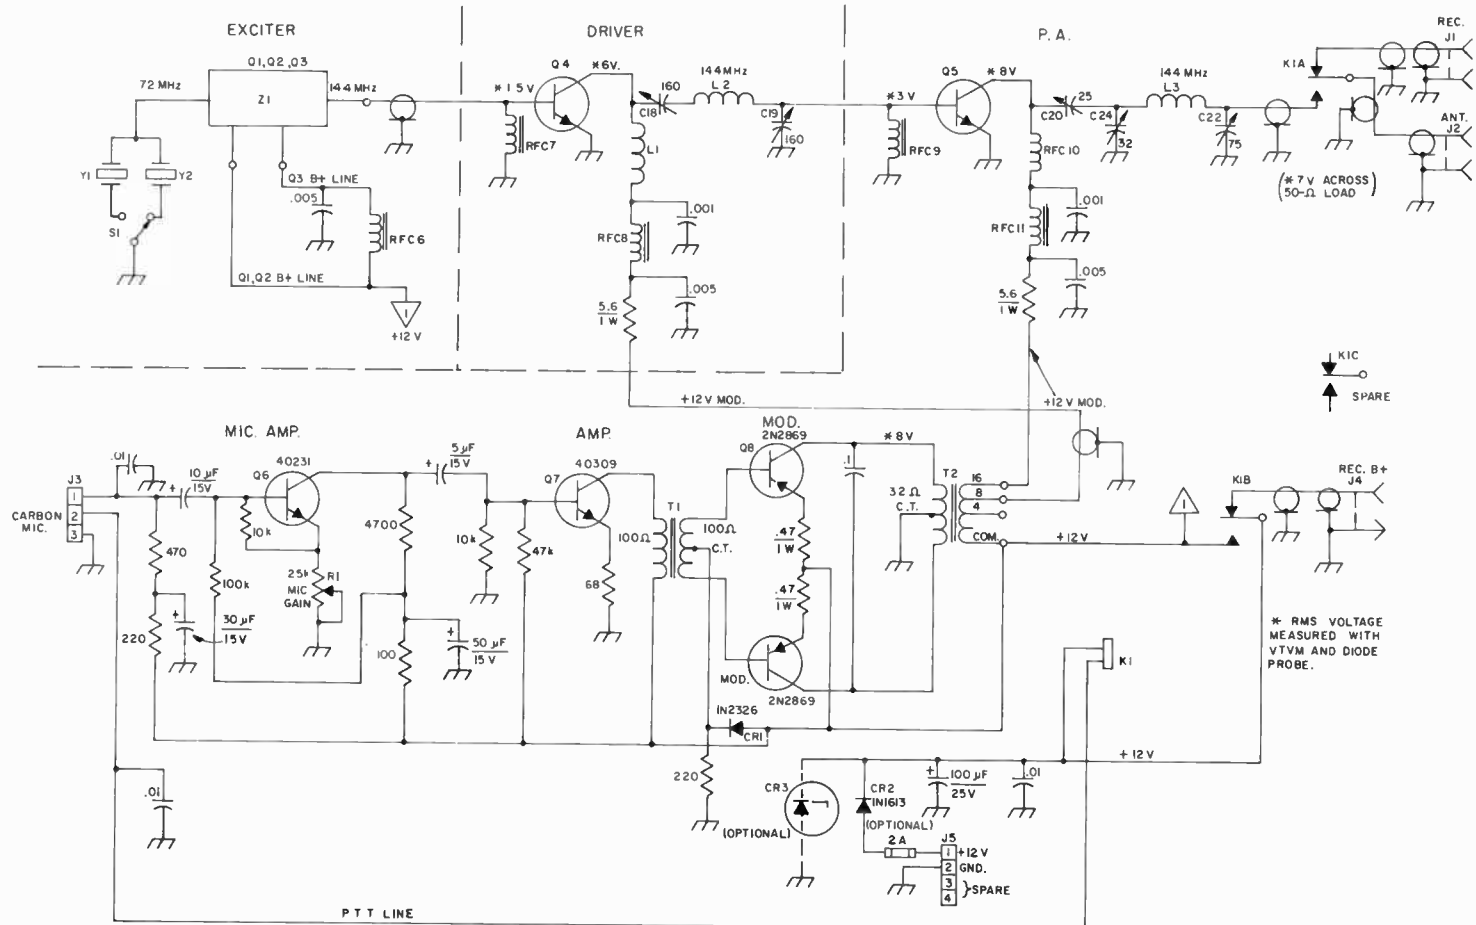 EXCITER
DRIVER
P.A.
REC.
J1
Q1,Q2,Q3
72 MHz
Z1
144 MHz
Q4
*6V.
*1.5V
160
C18
144MHz
L2
C19
160
Q5
*8V
*3V
25
C20
C24
32
144 MHz
L3
C22
75
K1A
ANT.
J2
(*7V ACROSS
50-Ω LOAD)
Y1
Y2
S1
Q3 B+ LINE
.005
RFC6
Q1,Q2 B+ LINE
1
+12V
RFC7
L1
.001
RFC8
.005
5.6
1W
RFC9
RFC10
.001
RFC11
.005
5.6
1W
K1C
SPARE
+12V MOD.
+12V MOD.
MIC. AMP.
AMP.
MOD.
2N2869
Q8
*8V
.01
J3
1
2
3
CARBON
MIC.
10µF
15V
40231
Q6
10k
470
100k
25k
R1
MIC
GAIN
30µF
15V
220
4700
5µF
15V
10k
47k
100
50µF
15V
40309
Q7
68
T1
100Ω
100Ω
C.T.
.47
1W
.47
1W
.1
32Ω
C.T.
T2
16
8
4
COM.
+12V
1
K1B
REC. B+
J4
MOD.
2N2869
1N2326
CR1
220
K1
* RMS VOLTAGE
MEASURED WITH
VTVM AND DIODE
PROBE.
+12V
.01
CR3
(OPTIONAL)
CR2
1N1613
(OPTIONAL)
100µF
25V
.01
2A
J5
1
2
3
4
+12V
GND.
}SPARE
PTT LINE